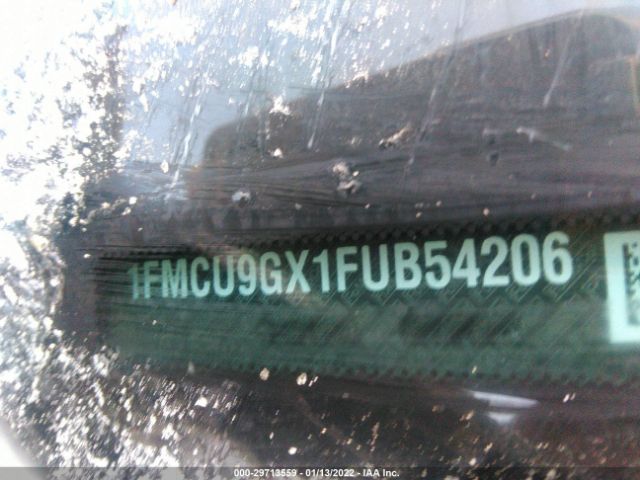 1FMCU9GX1FUB54206
000-29713559 - 01/13/2022 - IAA Inc.